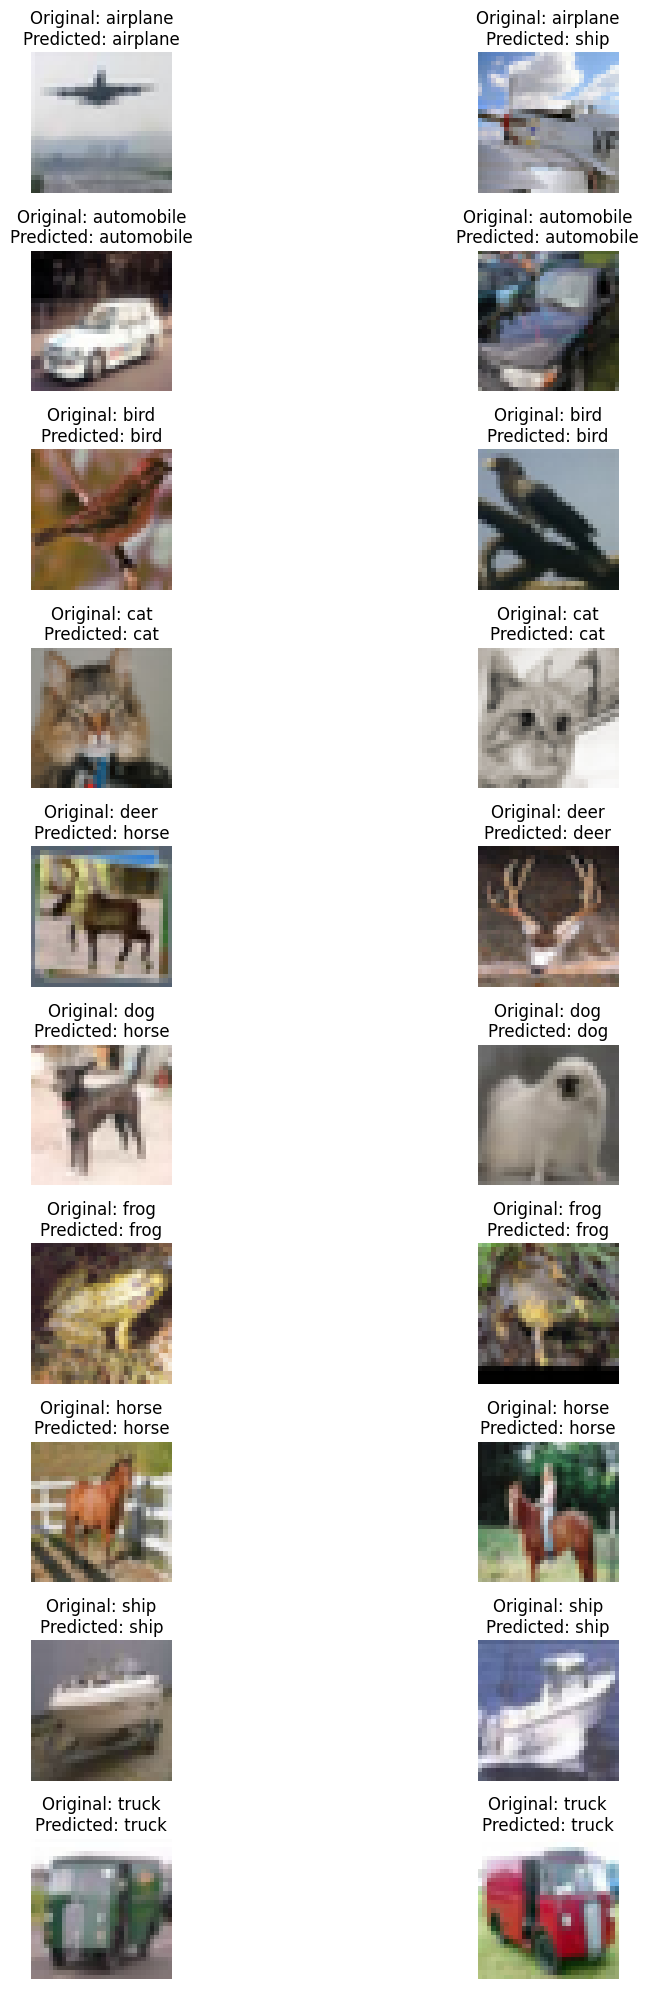 Original: airplane
Predicted: airplane
Original: airplane
Predicted: ship
Original: automobile
Predicted: automobile
Original: automobile
Predicted: automobile
Original: bird
Predicted: bird
Original: bird
Predicted: bird
Original: cat
Predicted: cat
Original: cat
Predicted: cat
Original: deer
Predicted: horse
Original: deer
Predicted: deer
Original: dog
Predicted: horse
Original: dog
Predicted: dog
Original: frog
Predicted: frog
Original: frog
Predicted: frog
Original: horse
Predicted: horse
Original: horse
Predicted: horse
Original: ship
Predicted: ship
Original: ship
Predicted: ship
Original: truck
Predicted: truck
Original: truck
Predicted: truck